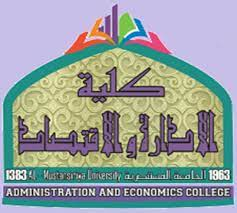 كلية
الادارة والاقتصاد
1383 AL - Mustansiriya University الجامعة المستنصرية 1963
ADMINISTRATION AND ECONOMICS COLLEGE